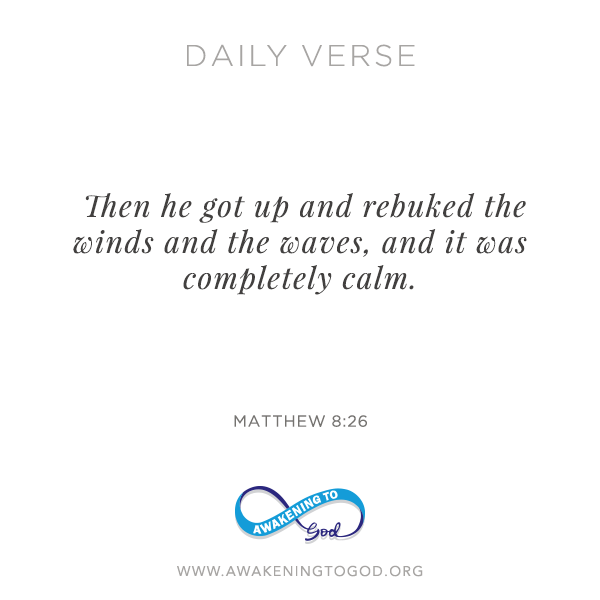 DAILY VERSE
Then he got up and rebuked the
winds and the waves, and it was
completely calm.
MATTHEW 8:26
AWAKENING TO
God
WWW.AWAKENINGTOGOD.ORG